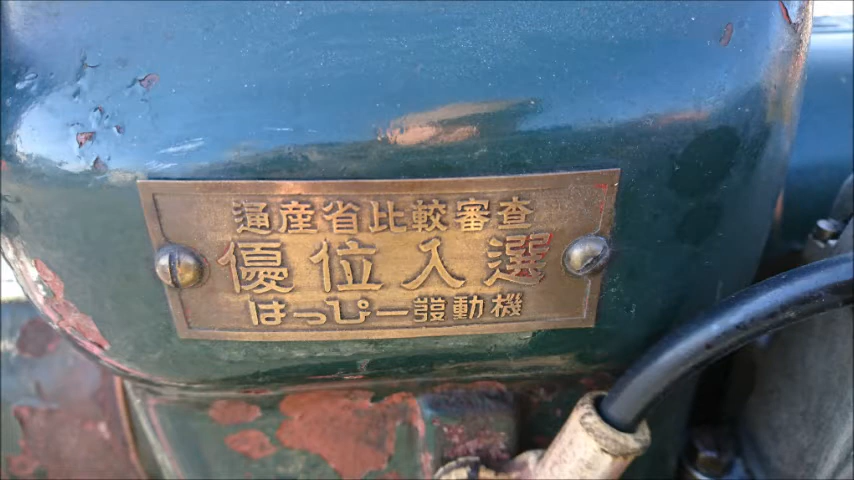 通産省比較審査
優位入選
はっぴー發動機